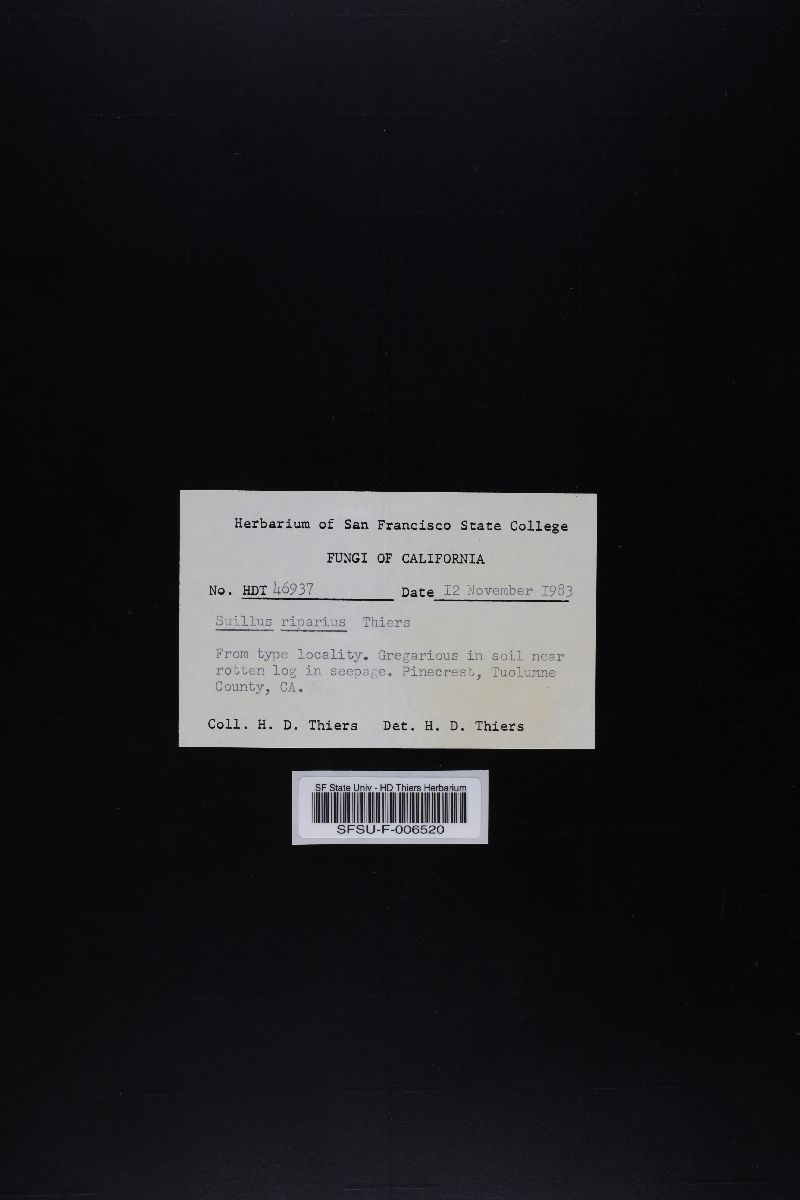 Herbarium of San Francisco State College
FUNGI OF CALIFORNIA
No. HDT 46937 Date 12 November 1983
Suillus riparius Thiers
From type locality. Gregarious in soil near
rotten log in seepage. Pinecrest, Tuolumne
County, CA.
Coll. H. D. Thiers Det. H. D. Thiers
SF State Univ - HD Thiers Herbarium
SFSU-F-006520